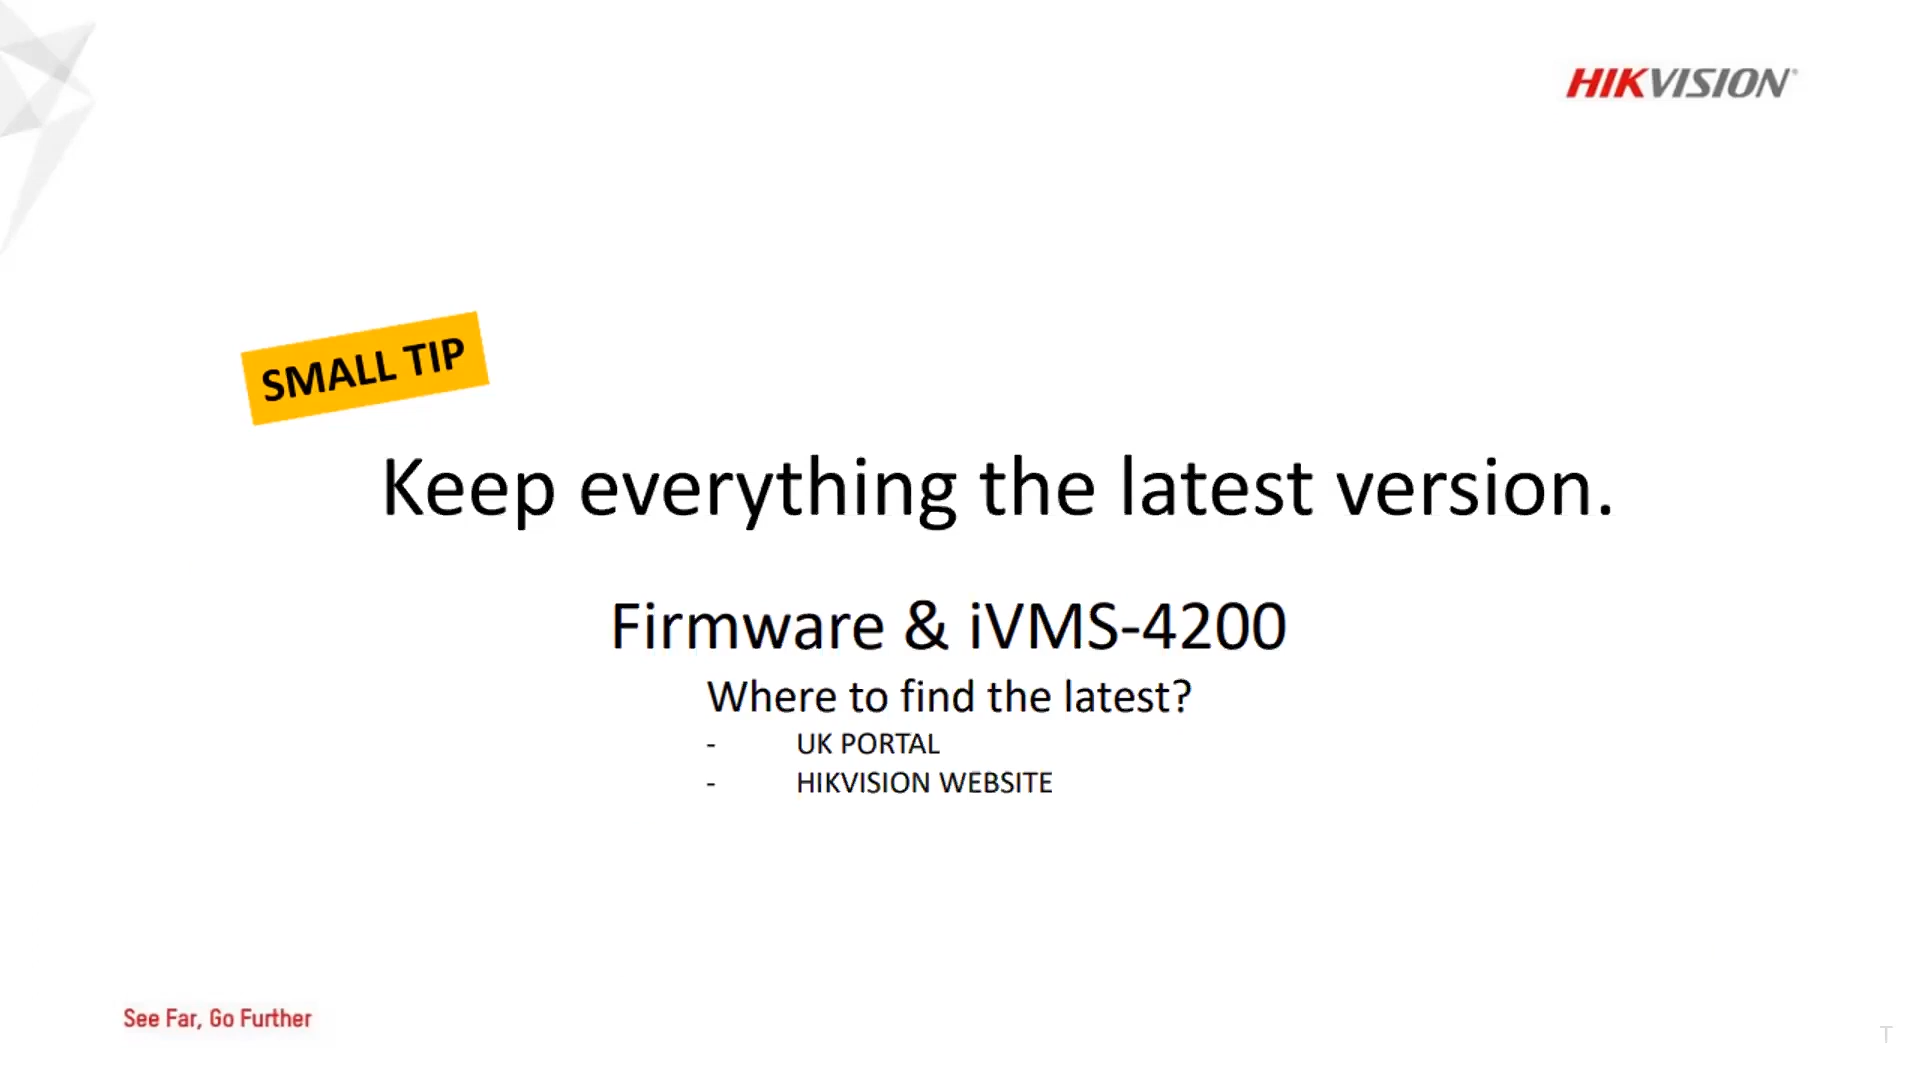 HIKVISION®
SMALL TIP
Keep everything the latest version.
Firmware & iVMS-4200
Where to find the latest?
- UK PORTAL
- HIKVISION WEBSITE
See Far, Go Further
T